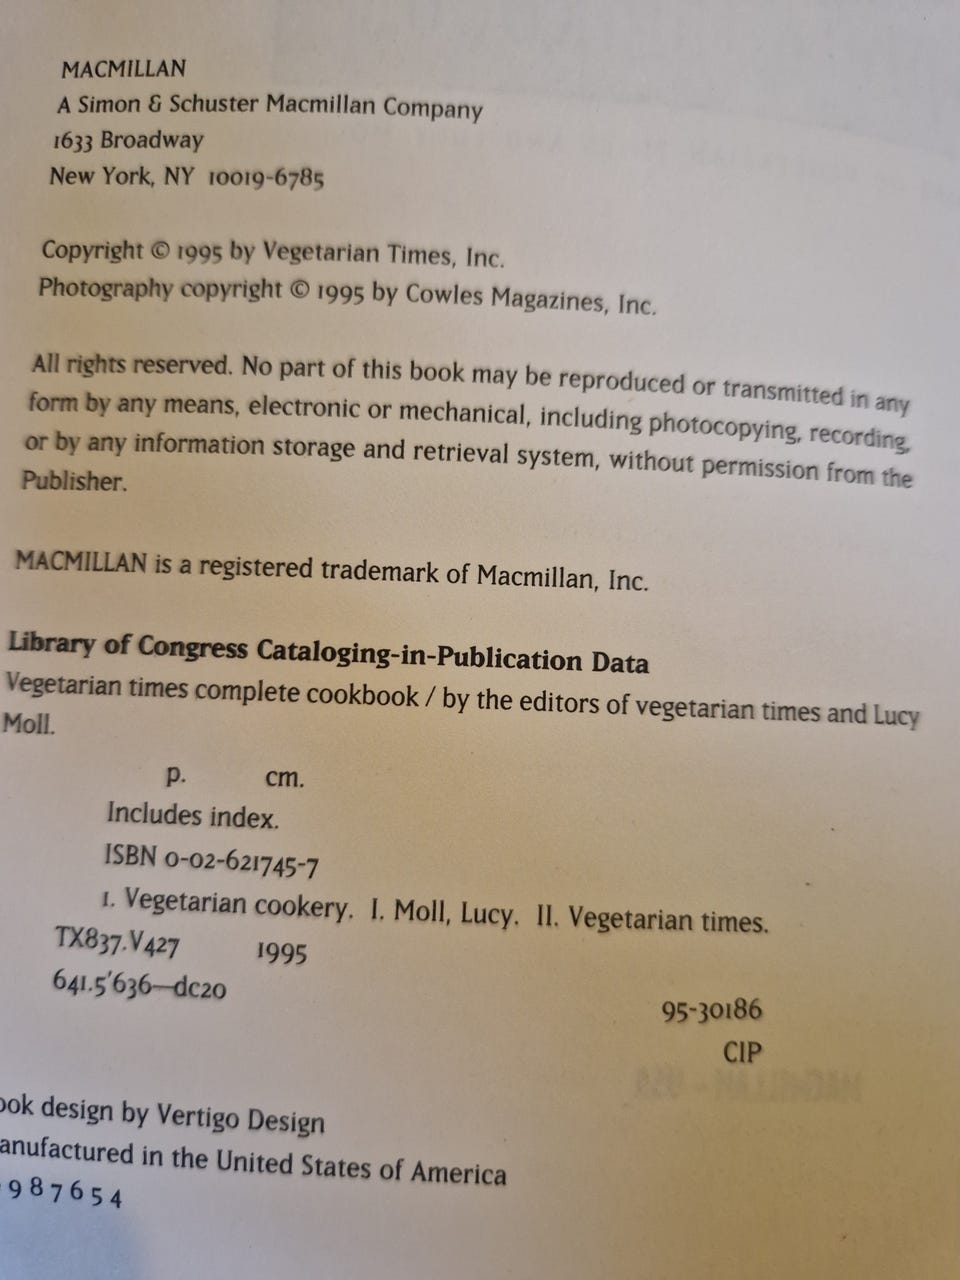 MACMILLAN
A Simon & Schuster Macmillan Company
1633 Broadway
New York, NY 10019-6785
Copyright © 1995 by Vegetarian Times, Inc.
Photography copyright © 1995 by Cowles Magazines, Inc.
All rights reserved. No part of this book may be reproduced or transmitted in any
form by any means, electronic or mechanical, including photocopying, recording,
or by any information storage and retrieval system, without permission from the
Publisher.
MACMILLAN is a registered trademark of Macmillan, Inc.
Library of Congress Cataloging-in-Publication Data
Vegetarian times complete cookbook / by the editors of vegetarian times and Lucy
Moll.
p. cm.
Includes index.
ISBN 0-02-621745-7
1. Vegetarian cookery. I. Moll, Lucy. II. Vegetarian times.
TX837.V427 1995
641.5'636—dc20
95-30186
CIP
ook design by Vertigo Design
anufactured in the United States of America
9 8 7 6 5 4